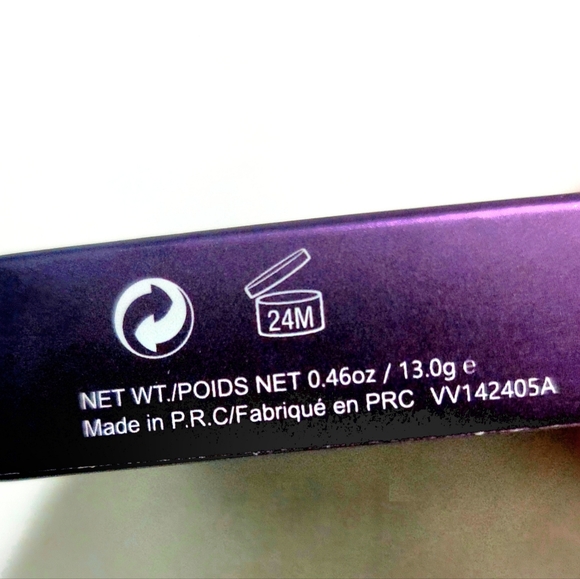 24M
NET WT./POIDS NET 0.46oz / 13.0g e
Made in P.R.C/Fabriqué en PRC VV142405A